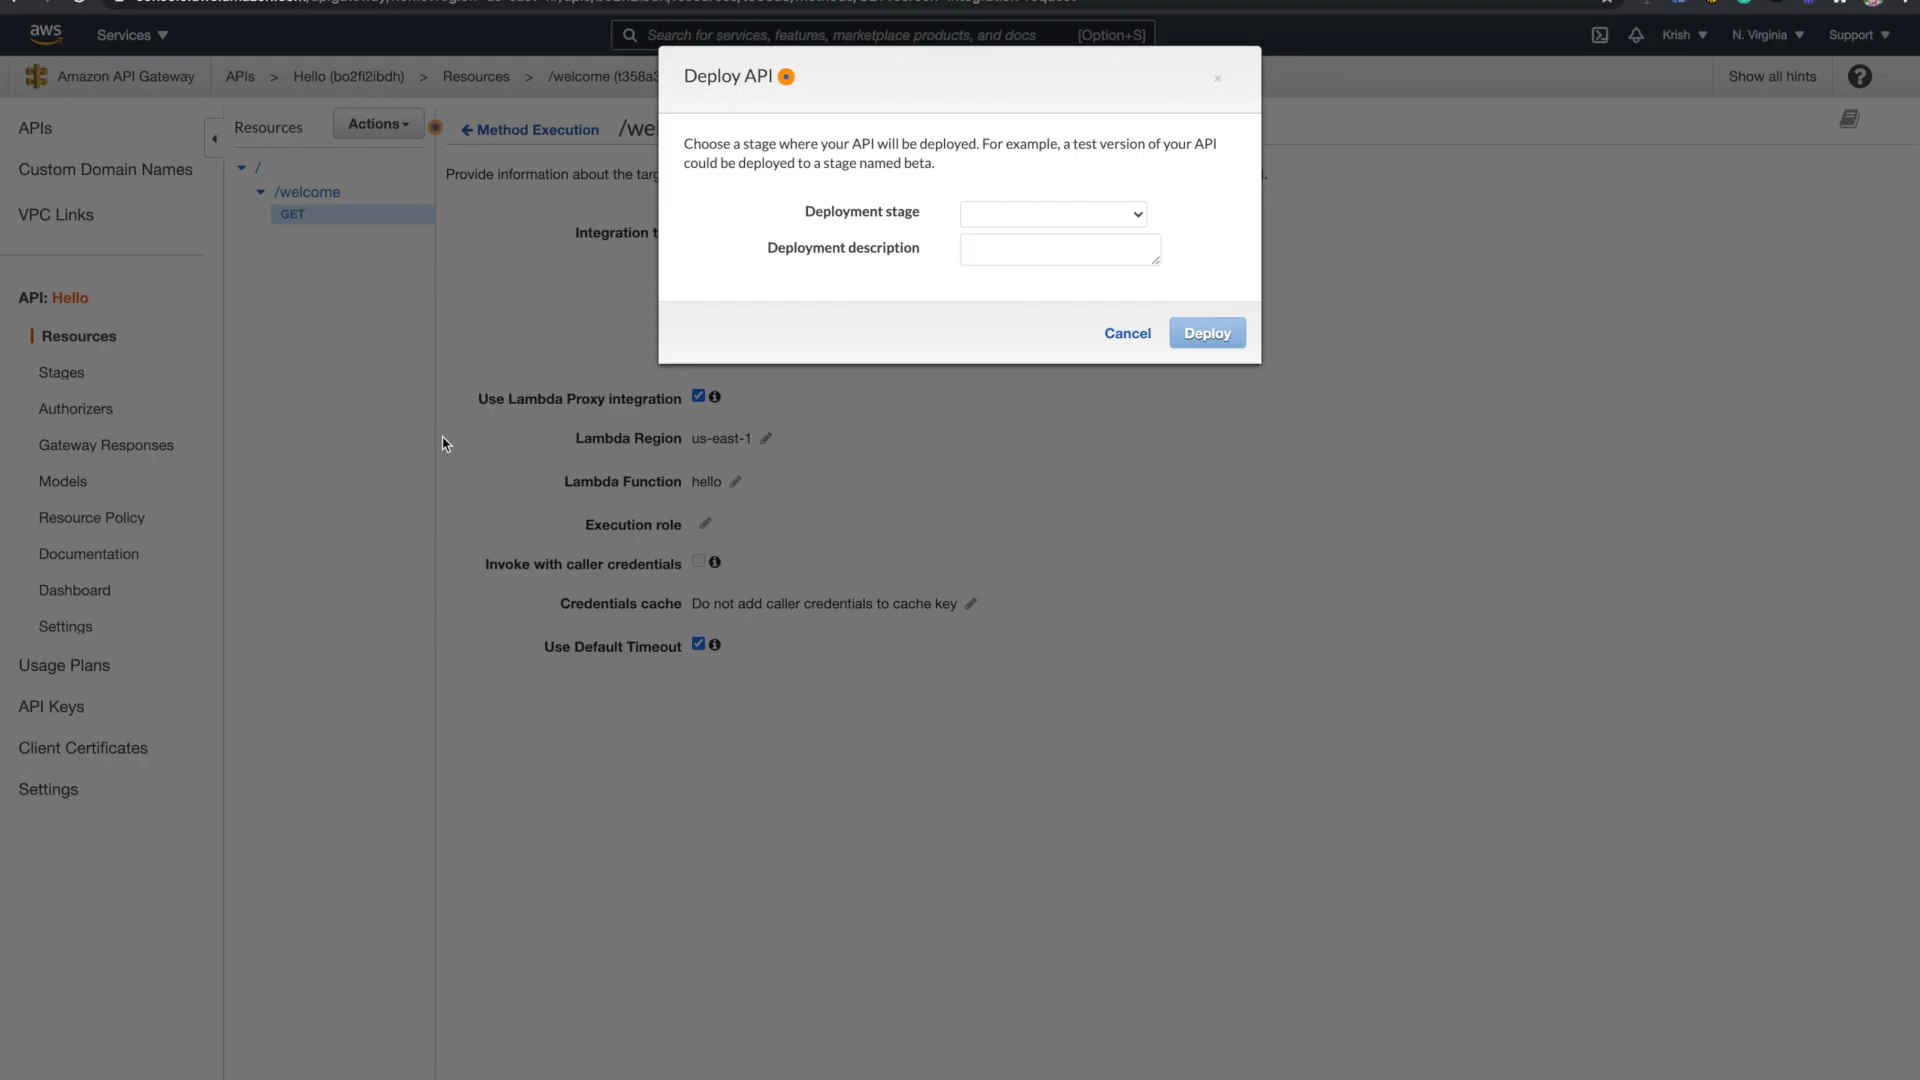 aws
Services
Search for services, features, marketplace products, and docs
[Option+S]
Krish
N. Virginia
Support
Amazon API Gateway
APIs > Hello (bo2fi2ibdh) > Resources > /welcome
Show all hints
APIs
Custom Domain Names
VPC Links
API: Hello
Resources
Stages
Authorizers
Gateway Responses
Models
Resource Policy
Documentation
Dashboard
Settings
Usage Plans
API Keys
Client Certificates
Settings
Resources
Actions
/
/welcome
GET
Method Execution
Provide information about the
Integration
Use Lambda Proxy integration
Lambda Region us-east-1
Lambda Function hello
Execution role
Invoke with caller credentials
Credentials cache Do not add caller credentials to cache key
Use Default Timeout
Deploy API
×
Choose a stage where your API will be deployed. For example, a test version of your API
could be deployed to a stage named beta.
Deployment stage
Deployment description
Cancel
Deploy